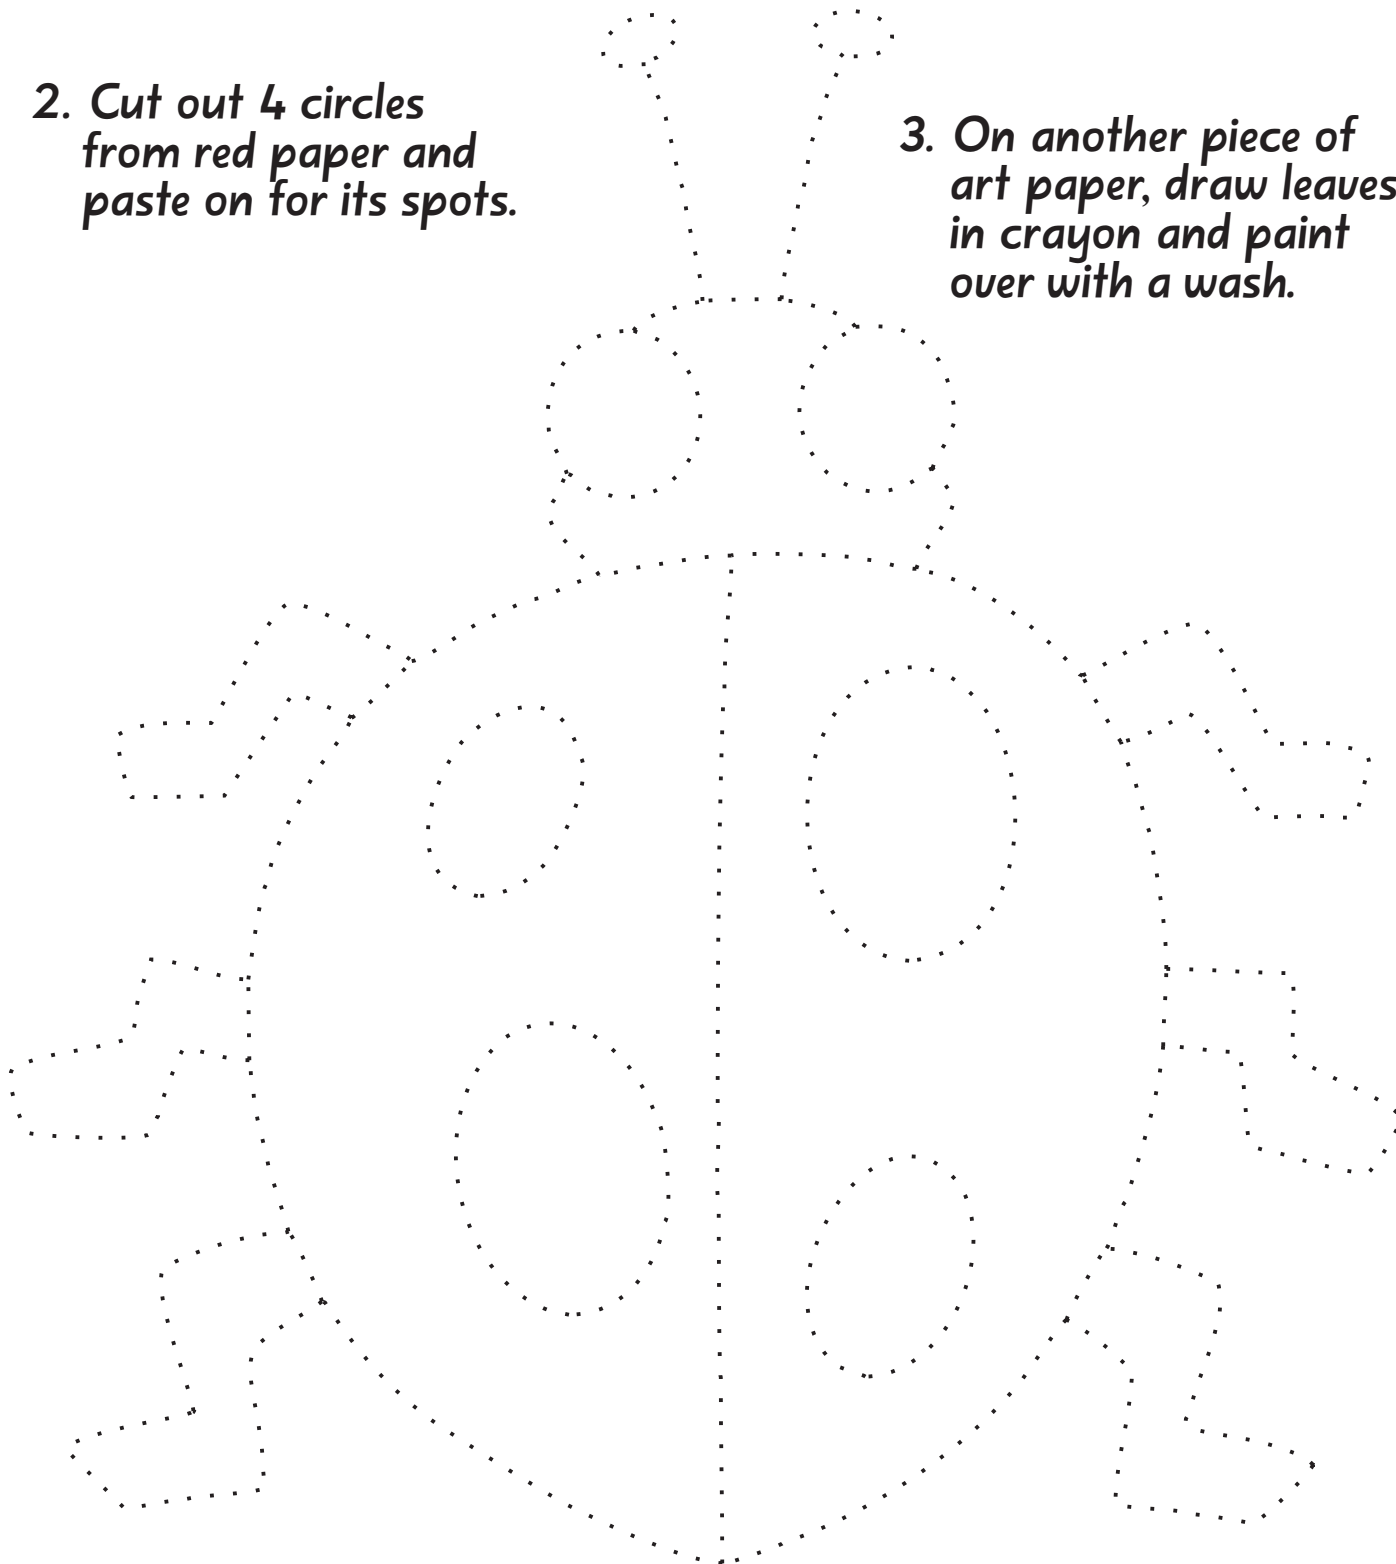 2. Cut out 4 circles
from red paper and
paste on for its spots.
3. On another piece of
art paper, draw leaves
in crayon and paint
over with a wash.